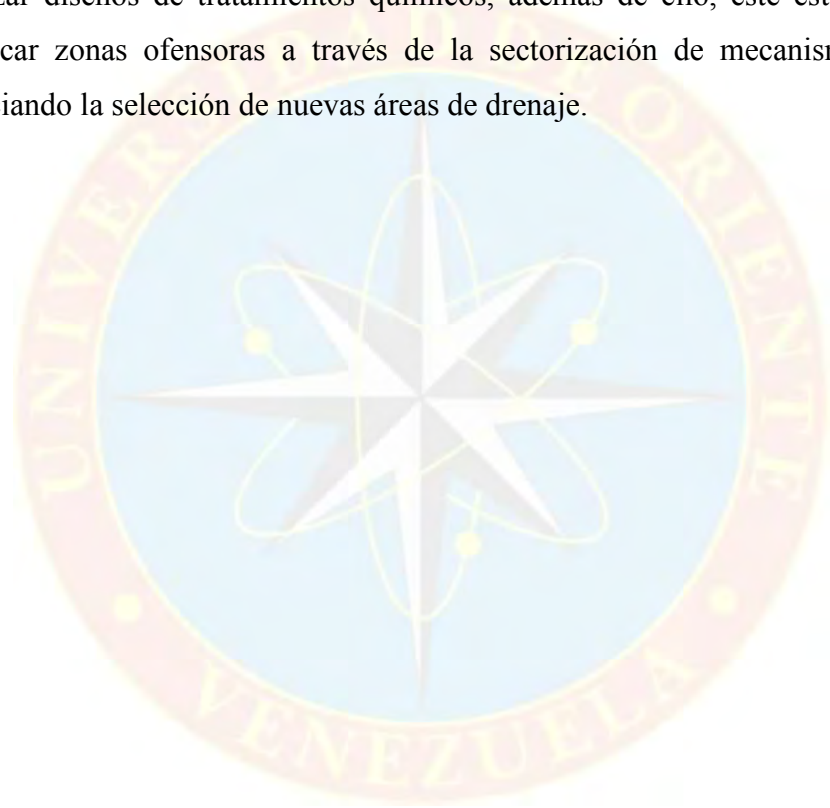 zar diseños de tratamientos químicos, además de ello, este est
car zonas ofensoras a través de la sectorización de mecanism
iando la selección de nuevas áreas de drenaje.
UNIVERSIDAD DE ORIENTE
VENEZUELA